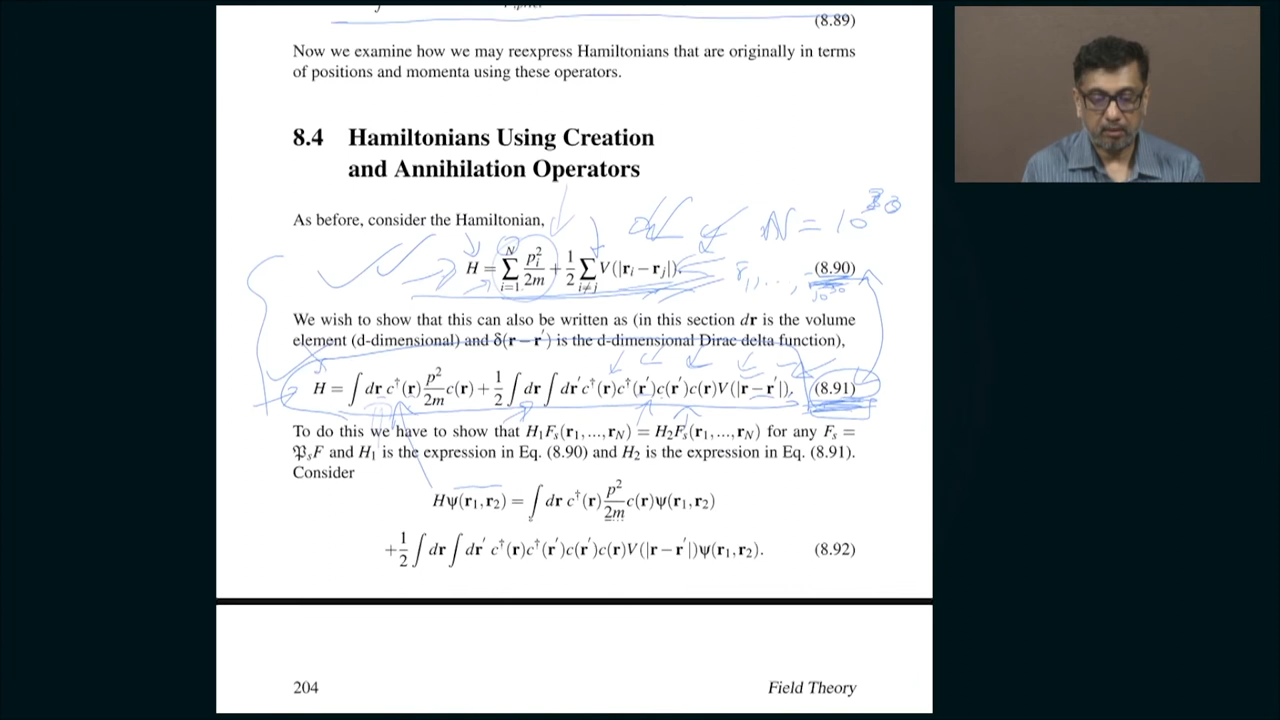 (8.89)
Now we examine how we may reexpress Hamiltonians that are originally in terms
of positions and momenta using these operators.
8.4 Hamiltonians Using Creation
and Annihilation Operators
As before, consider the Hamiltonian,
N = 10
H = ∑_{i=1}^{N} p_i^2/2m + 1/2 ∑_{i≠j} V(|r_i − r_j|). (8.90)
We wish to show that this can also be written as (in this section dr is the volume
element (d-dimensional) and δ(r − r′) is the d-dimensional Dirac delta function),
H = ∫ dr c†(r) p^2/2m c(r) + 1/2 ∫ dr ∫ dr′ c†(r)c†(r′)c(r′)c(r)V(|r − r′|), (8.91)
To do this we have to show that H_1F_s(r_1,...,r_N) = H_2F_s(r_1,...,r_N) for any F_s =
𝔓_sF and H_1 is the expression in Eq. (8.90) and H_2 is the expression in Eq. (8.91).
Consider
Hψ(r_1,r_2) = ∫ dr c†(r) p^2/2m c(r)ψ(r_1,r_2)
+ 1/2 ∫ dr ∫ dr′ c†(r)c†(r′)c(r′)c(r)V(|r − r′|)ψ(r_1,r_2). (8.92)
204 Field Theory